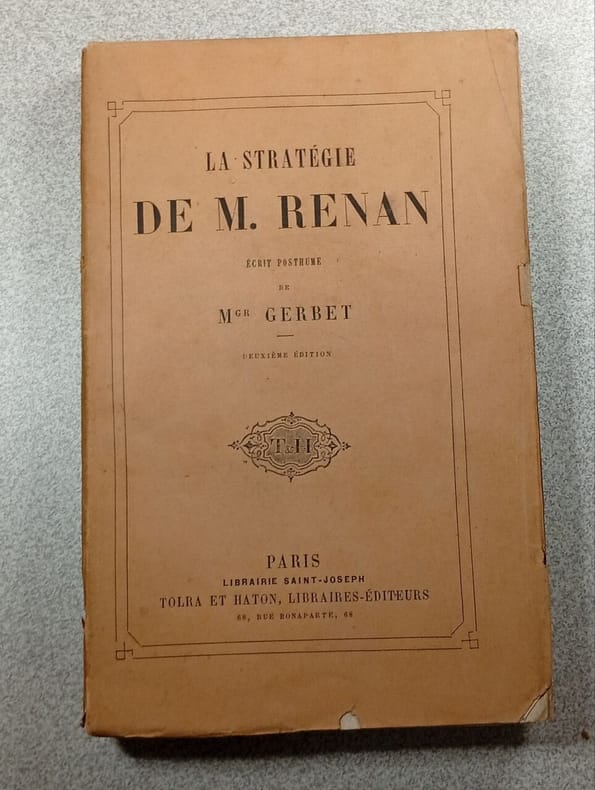 LA STRATÉGIE
DE M. RENAN
ÉCRIT POSTHUME
DE
MGR GERBET
DEUXIÈME ÉDITION
T&H
PARIS
LIBRAIRIE SAINT-JOSEPH
TOLRA ET HATON, LIBRAIRES-ÉDITEURS
68, RUE BONAPARTE, 68